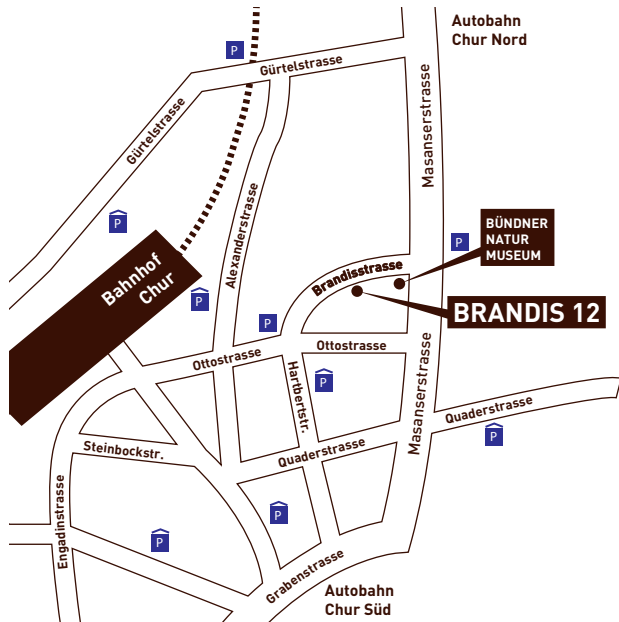 Autobahn
Chur Nord
P
Gürtelstrasse
Gürtelstrasse
Masanserstrasse
P
Alexanderstrasse
BÜNDNER
NATUR
MUSEUM
P
Bahnhof
Chur
Brandisstrasse
P
BRANDIS 12
P
Ottostrasse
Ottostrasse
Masanserstrasse
Hartbertstr.
P
Quaderstrasse
P
Steinbockstr.
Quaderstrasse
Engadinstrasse
P
P
Grabenstrasse
Autobahn
Chur Süd